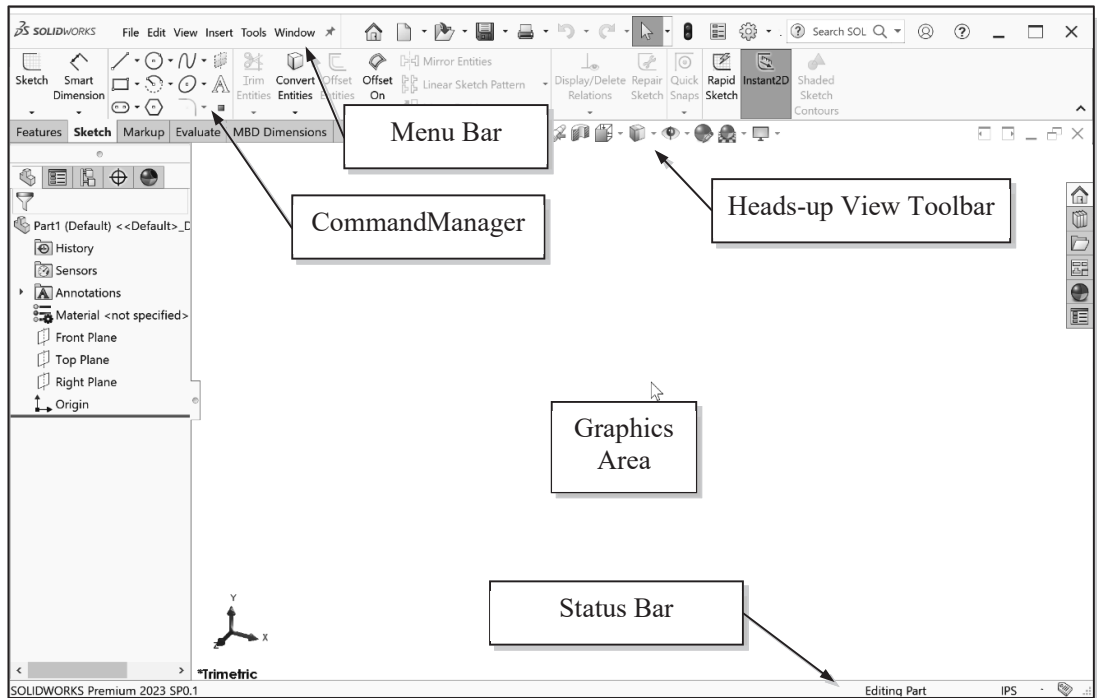 SOLIDWORKS File Edit View Insert Tools Window Search SOL
Sketch Smart Dimension Trim Entities Convert Entities Offset Entities Offset On Mirror Entities Linear Sketch Pattern Display/Delete Relations Repair Sketch Quick Snaps Rapid Sketch Instant2D Shaded Sketch Contours
Features Sketch Markup Evaluate MBD Dimensions
Menu Bar
CommandManager
Heads-up View Toolbar
Part1 (Default) <<Default>_D
History
Sensors
Annotations
Material <not specified>
Front Plane
Top Plane
Right Plane
Origin
Graphics
Area
Status Bar
Y
X
Z
*Trimetric
SOLIDWORKS Premium 2023 SP0.1 Editing Part IPS